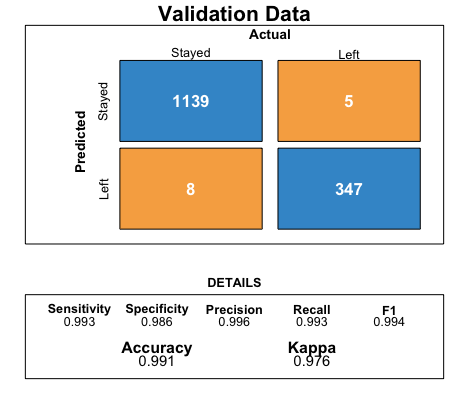 Validation Data
Actual
Stayed Left
Predicted
Stayed 1139 5
Left 8 347
DETAILS
Sensitivity Specificity Precision Recall F1
0.993 0.986 0.996 0.993 0.994
Accuracy Kappa
0.991 0.976